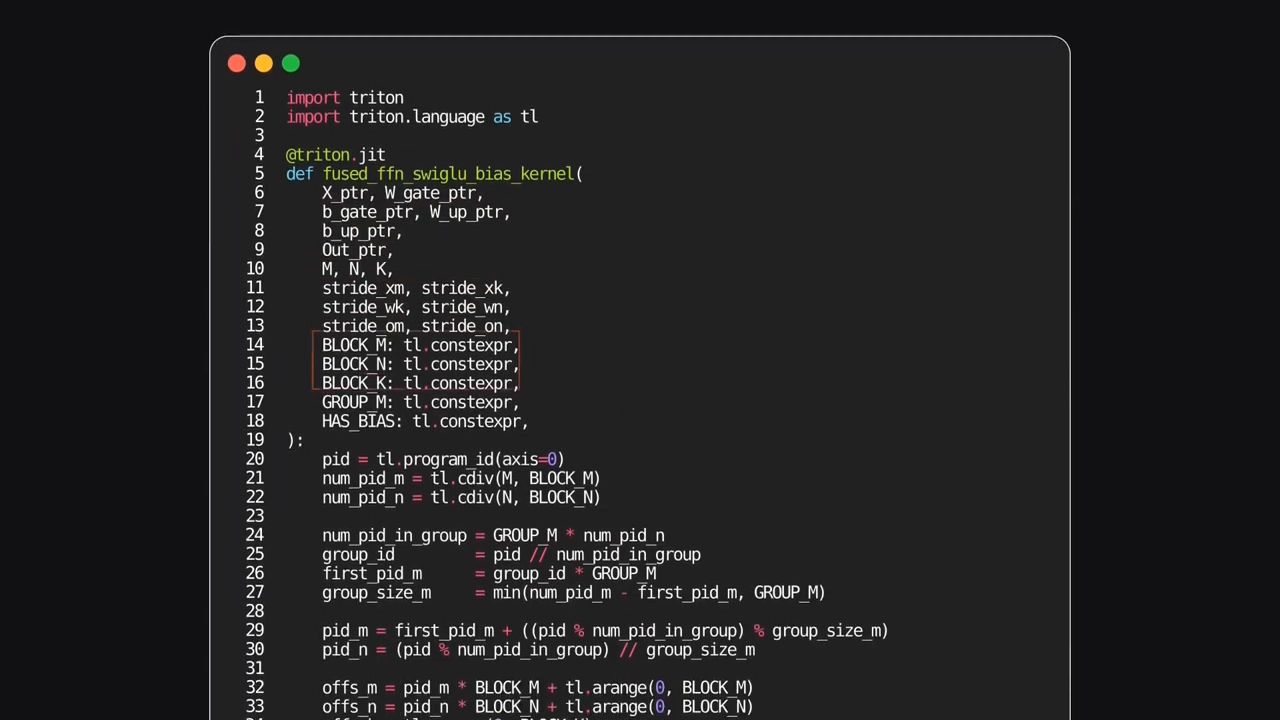 1 import triton
2 import triton.language as tl
3
4 @triton.jit
5 def fused_ffn_swiglu_bias_kernel(
6     X_ptr, W_gate_ptr,
7     b_gate_ptr, W_up_ptr,
8     b_up_ptr,
9     Out_ptr,
10     M, N, K,
11     stride_xm, stride_xk,
12     stride_wk, stride_wn,
13     stride_om, stride_on,
14     BLOCK_M: tl.constexpr,
15     BLOCK_N: tl.constexpr,
16     BLOCK_K: tl.constexpr,
17     GROUP_M: tl.constexpr,
18     HAS_BIAS: tl.constexpr,
19 ):
20     pid = tl.program_id(axis=0)
21     num_pid_m = tl.cdiv(M, BLOCK_M)
22     num_pid_n = tl.cdiv(N, BLOCK_N)
23
24     num_pid_in_group = GROUP_M * num_pid_n
25     group_id         = pid // num_pid_in_group
26     first_pid_m      = group_id * GROUP_M
27     group_size_m     = min(num_pid_m - first_pid_m, GROUP_M)
28
29     pid_m = first_pid_m + ((pid % num_pid_in_group) % group_size_m)
30     pid_n = (pid % num_pid_in_group) // group_size_m
31
32     offs_m = pid_m * BLOCK_M + tl.arange(0, BLOCK_M)
33     offs_n = pid_n * BLOCK_N + tl.arange(0, BLOCK_N)